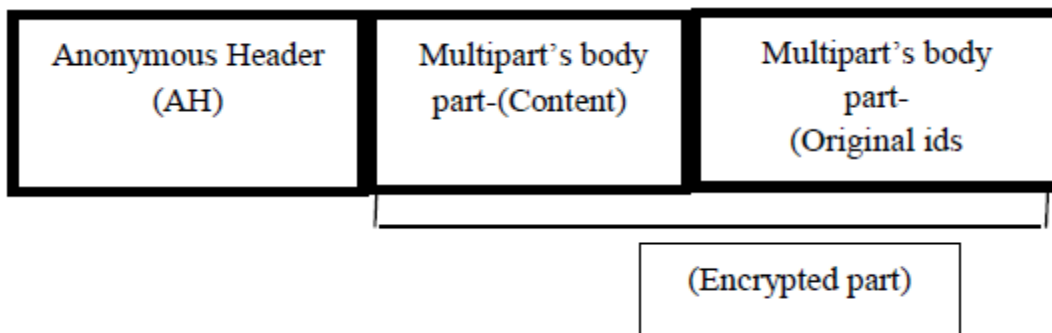 Anonymous Header
(AH)
Multipart’s body
part-(Content)
Multipart’s body
part-
(Original ids
(Encrypted part)